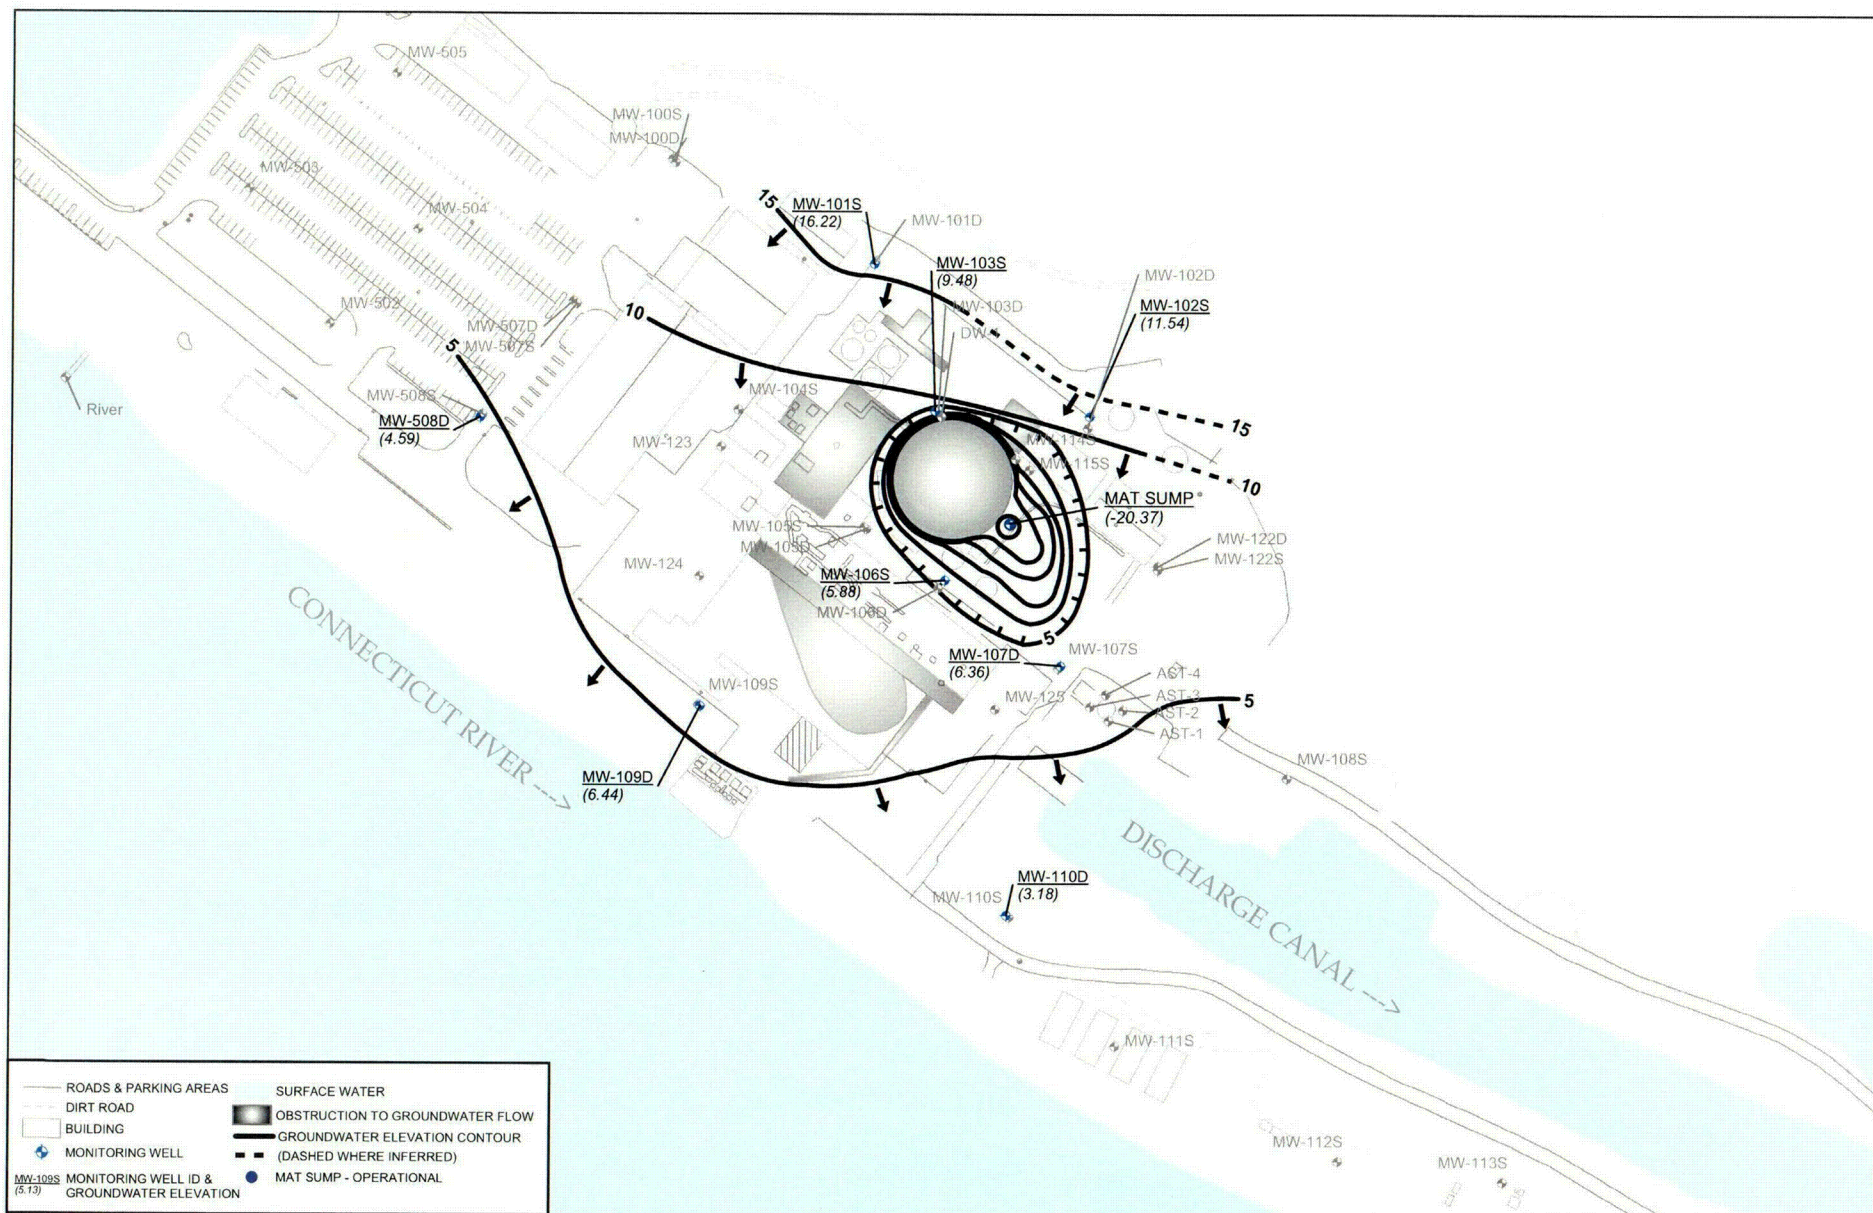 MW-505
MW-100S
MW-100D
MW-503
MW-504
15
MW-101S
(16.22)
MW-101D
MW-103S
(9.48)
MW-102D
MW-102S
(11.54)
MW-103D
MW-502
10
MW-507D
MW-507S
5
River
MW-508S
MW-508D
(4.59)
MW-104S
MW-123
15
MW-114S
MW-115S
10
MAT SUMP
(-20.37)
MW-105S
MW-105D
MW-122D
MW-122S
MW-124
MW-106S
(5.88)
MW-106D
5
MW-107D
(6.36)
MW-107S
AST-4
AST-3
AST-2
AST-1
5
MW-125
MW-109S
MW-109D
(6.44)
MW-108S
CONNECTICUT RIVER --->
DISCHARGE CANAL --->
MW-110S
MW-110D
(3.18)
MW-111S
MW-112S
MW-113S
ROADS & PARKING AREAS
DIRT ROAD
BUILDING
MONITORING WELL
MW-109S
(5.13)
MONITORING WELL ID &
GROUNDWATER ELEVATION
SURFACE WATER
OBSTRUCTION TO GROUNDWATER FLOW
GROUNDWATER ELEVATION CONTOUR
(DASHED WHERE INFERRED)
MAT SUMP - OPERATIONAL